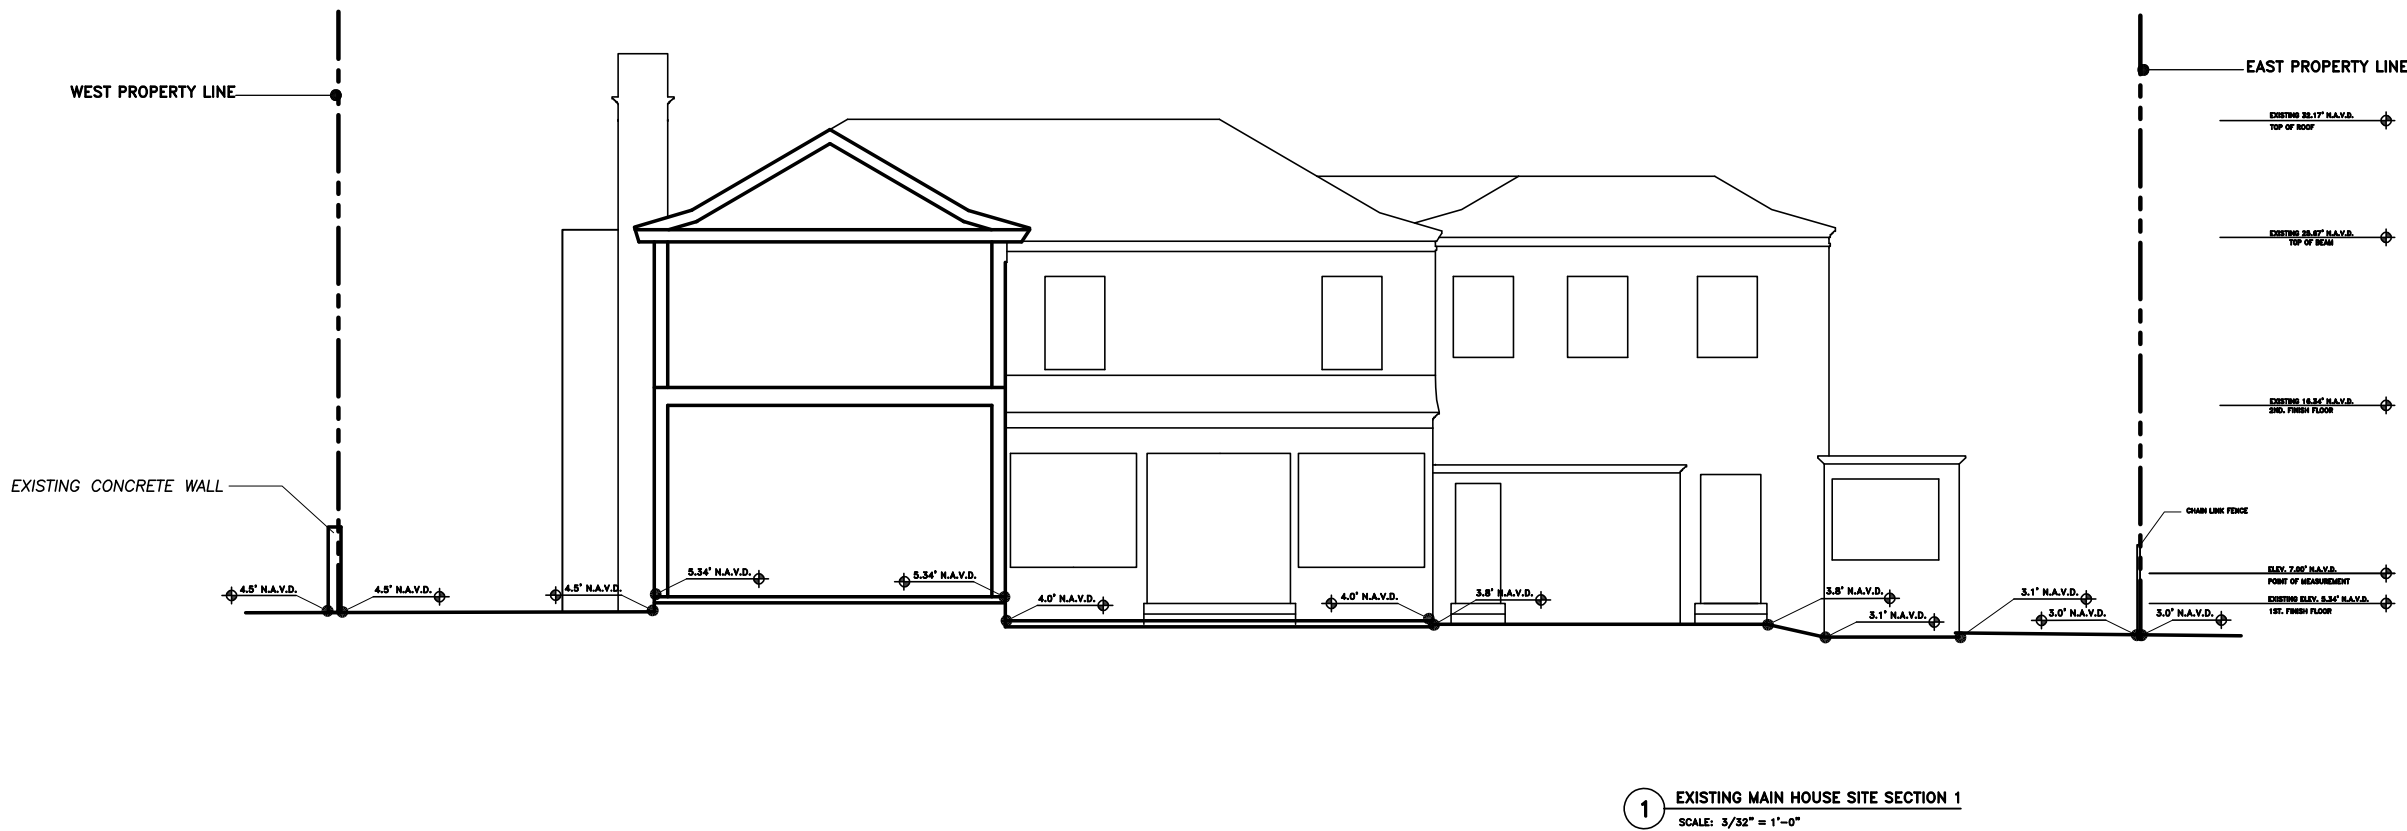 WEST PROPERTY LINE
EAST PROPERTY LINE
EXISTING 32.17' N.A.V.D.
TOP OF ROOF
EXISTING 25.67' N.A.V.D.
TOP OF BEAM
EXISTING 16.34' N.A.V.D.
2ND. FINISH FLOOR
EXISTING CONCRETE WALL
CHAIN LINK FENCE
ELEV. 7.00' N.A.V.D.
POINT OF MEASUREMENT
EXISTING ELEV. 5.34' N.A.V.D.
1ST. FINISH FLOOR
4.5' N.A.V.D.
4.5' N.A.V.D.
4.5' N.A.V.D.
5.34' N.A.V.D.
5.34' N.A.V.D.
4.0' N.A.V.D.
4.0' N.A.V.D.
3.8' N.A.V.D.
3.8' N.A.V.D.
3.1' N.A.V.D.
3.1' N.A.V.D.
3.0' N.A.V.D.
3.0' N.A.V.D.
1
EXISTING MAIN HOUSE SITE SECTION 1
SCALE: 3/32" = 1'-0"